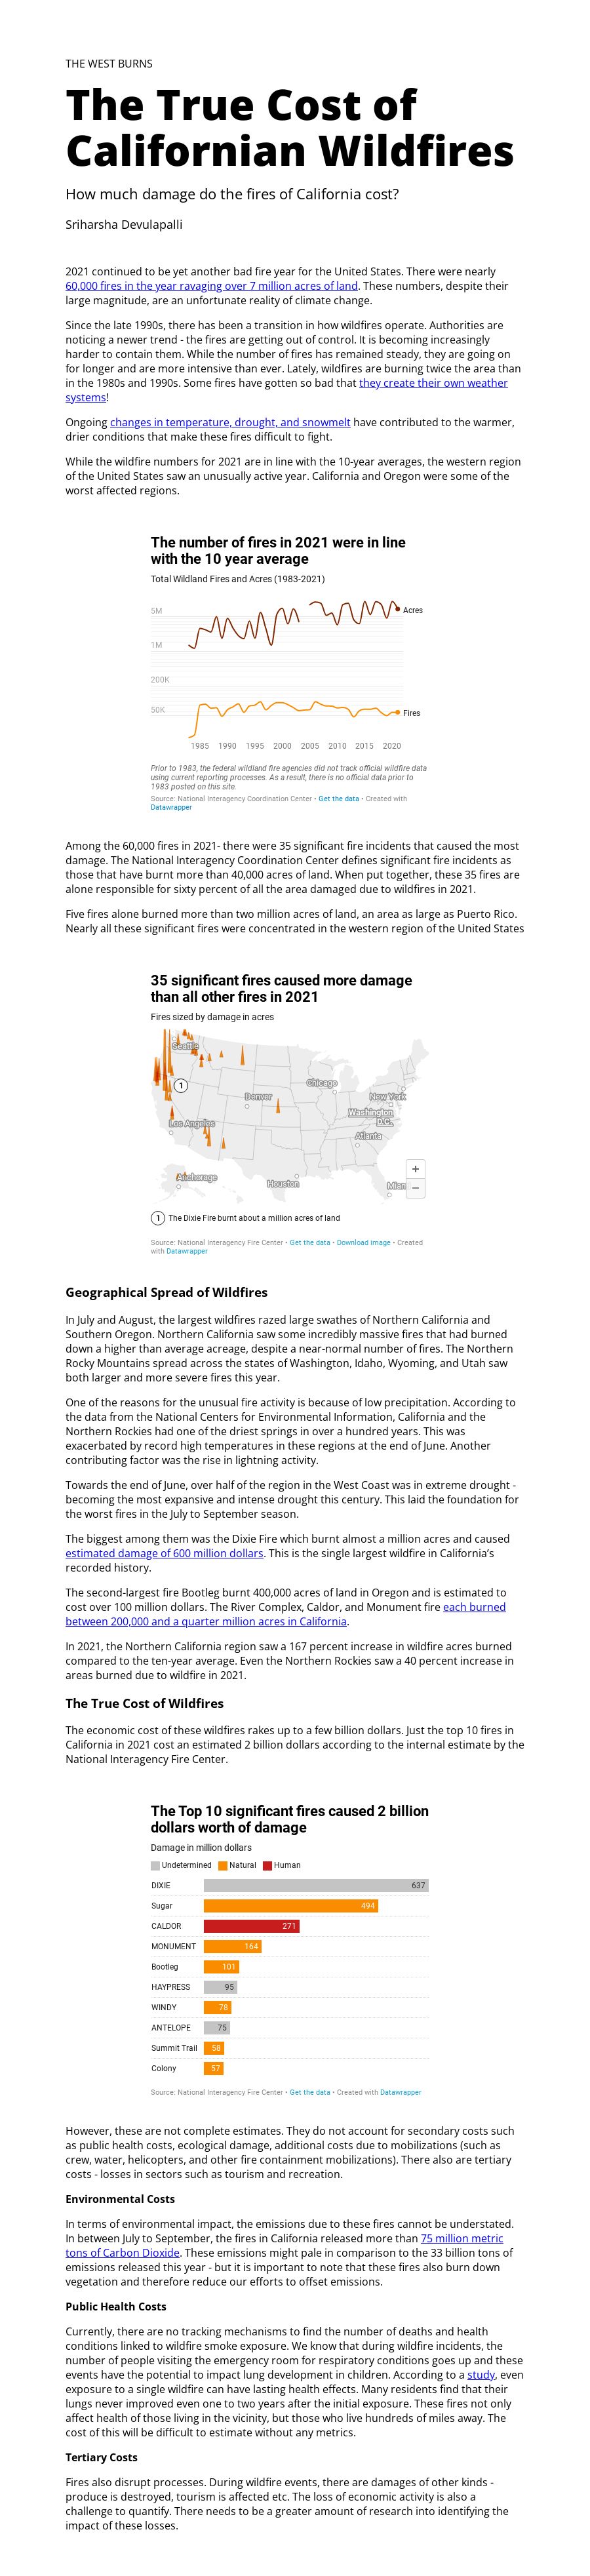 THE WEST BURNS
The True Cost of
Californian Wildfires
How much damage do the fires of California cost?
Sriharsha Devulapalli
2021 continued to be yet another bad fire year for the United States. There were nearly
60,000 fires in the year ravaging over 7 million acres of land. These numbers, despite their
large magnitude, are an unfortunate reality of climate change.
Since the late 1990s, there has been a transition in how wildfires operate. Authorities are
noticing a newer trend - the fires are getting out of control. It is becoming increasingly
harder to contain them. While the number of fires has remained steady, they are going on
for longer and are more intensive than ever. Lately, wildfires are burning twice the area than
in the 1980s and 1990s. Some fires have gotten so bad that they create their own weather
systems!
Ongoing changes in temperature, drought, and snowmelt have contributed to the warmer,
drier conditions that make these fires difficult to fight.
While the wildfire numbers for 2021 are in line with the 10-year averages, the western region
of the United States saw an unusually active year. California and Oregon were some of the
worst affected regions.
The number of fires in 2021 were in line
with the 10 year average
Total Wildland Fires and Acres (1983-2021)
5M
Acres
1M
200K
50K
Fires
1985 1990 1995 2000 2005 2010 2015 2020
Prior to 1983, the federal wildland fire agencies did not track official wildfire data
using current reporting processes. As a result, there is no official data prior to
1983 posted on this site.
Source: National Interagency Coordination Center • Get the data • Created with
Datawrapper
Among the 60,000 fires in 2021- there were 35 significant fire incidents that caused the most
damage. The National Interagency Coordination Center defines significant fire incidents as
those that have burnt more than 40,000 acres of land. When put together, these 35 fires are
alone responsible for sixty percent of all the area damaged due to wildfires in 2021.
Five fires alone burned more than two million acres of land, an area as large as Puerto Rico.
Nearly all these significant fires were concentrated in the western region of the United States
35 significant fires caused more damage
than all other fires in 2021
Fires sized by damage in acres
Seattle
1
Chicago
Denver
New York
Washington
D.C.
Los Angeles
Atlanta
+
Anchorage
Houston
Miam
−
1 The Dixie Fire burnt about a million acres of land
Source: National Interagency Fire Center • Get the data • Download image • Created
with Datawrapper
Geographical Spread of Wildfires
In July and August, the largest wildfires razed large swathes of Northern California and
Southern Oregon. Northern California saw some incredibly massive fires that had burned
down a higher than average acreage, despite a near-normal number of fires. The Northern
Rocky Mountains spread across the states of Washington, Idaho, Wyoming, and Utah saw
both larger and more severe fires this year.
One of the reasons for the unusual fire activity is because of low precipitation. According to
the data from the National Centers for Environmental Information, California and the
Northern Rockies had one of the driest springs in over a hundred years. This was
exacerbated by record high temperatures in these regions at the end of June. Another
contributing factor was the rise in lightning activity.
Towards the end of June, over half of the region in the West Coast was in extreme drought -
becoming the most expansive and intense drought this century. This laid the foundation for
the worst fires in the July to September season.
The biggest among them was the Dixie Fire which burnt almost a million acres and caused
estimated damage of 600 million dollars. This is the single largest wildfire in California’s
recorded history.
The second-largest fire Bootleg burnt 400,000 acres of land in Oregon and is estimated to
cost over 100 million dollars. The River Complex, Caldor, and Monument fire each burned
between 200,000 and a quarter million acres in California.
In 2021, the Northern California region saw a 167 percent increase in wildfire acres burned
compared to the ten-year average. Even the Northern Rockies saw a 40 percent increase in
areas burned due to wildfire in 2021.
The True Cost of Wildfires
The economic cost of these wildfires rakes up to a few billion dollars. Just the top 10 fires in
California in 2021 cost an estimated 2 billion dollars according to the internal estimate by the
National Interagency Fire Center.
The Top 10 significant fires caused 2 billion
dollars worth of damage
Damage in million dollars
Undetermined Natural Human
DIXIE 637
Sugar 494
CALDOR 271
MONUMENT 164
Bootleg 101
HAYPRESS 95
WINDY 78
ANTELOPE 75
Summit Trail 58
Colony 57
Source: National Interagency Fire Center • Get the data • Created with Datawrapper
However, these are not complete estimates. They do not account for secondary costs such
as public health costs, ecological damage, additional costs due to mobilizations (such as
crew, water, helicopters, and other fire containment mobilizations). There also are tertiary
costs - losses in sectors such as tourism and recreation.
Environmental Costs
In terms of environmental impact, the emissions due to these fires cannot be understated.
In between July to September, the fires in California released more than 75 million metric
tons of Carbon Dioxide. These emissions might pale in comparison to the 33 billion tons of
emissions released this year - but it is important to note that these fires also burn down
vegetation and therefore reduce our efforts to offset emissions.
Public Health Costs
Currently, there are no tracking mechanisms to find the number of deaths and health
conditions linked to wildfire smoke exposure. We know that during wildfire incidents, the
number of people visiting the emergency room for respiratory conditions goes up and these
events have the potential to impact lung development in children. According to a study, even
exposure to a single wildfire can have lasting health effects. Many residents find that their
lungs never improved even one to two years after the initial exposure. These fires not only
affect health of those living in the vicinity, but those who live hundreds of miles away. The
cost of this will be difficult to estimate without any metrics.
Tertiary Costs
Fires also disrupt processes. During wildfire events, there are damages of other kinds -
produce is destroyed, tourism is affected etc. The loss of economic activity is also a
challenge to quantify. There needs to be a greater amount of research into identifying the
impact of these losses.